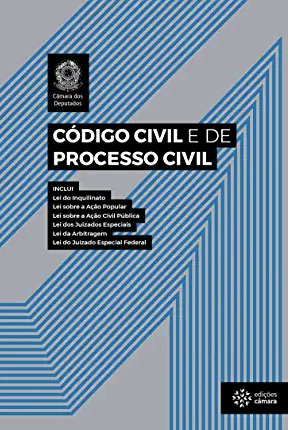 Câmara dos
Deputados
CÓDIGO CIVIL E DE
PROCESSO CIVIL
INCLUI
Lei do Inquilinato
Lei sobre a Ação Popular
Lei sobre a Ação Civil Pública
Lei dos Juizados Especiais
Lei da Arbitragem
Lei do Juizado Especial Federal
edições
câmara